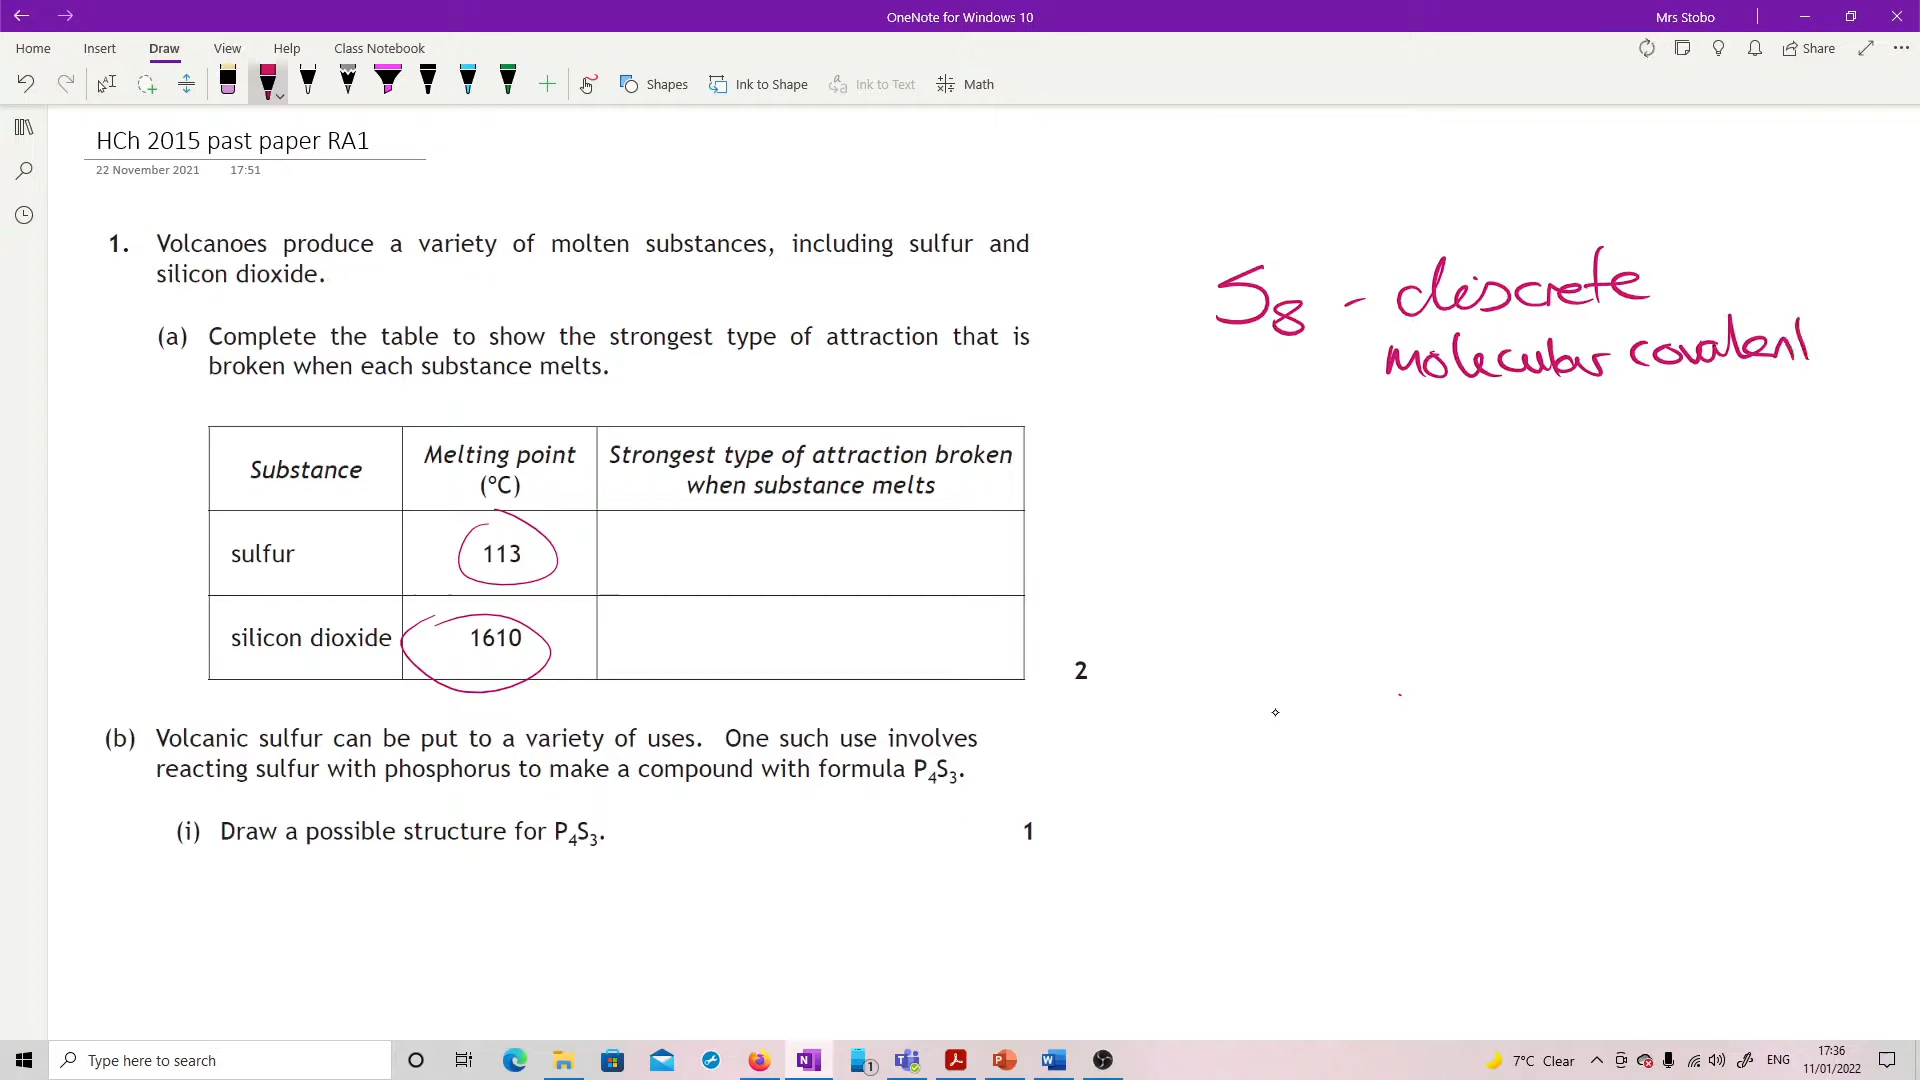 OneNote for Windows 10
Mrs Stobo
Home Insert Draw View Help Class Notebook
Share
Shapes Ink to Shape Ink to Text Math
HCh 2015 past paper RA1
22 November 2021 17:51
1. Volcanoes produce a variety of molten substances, including sulfur and
silicon dioxide.
(a) Complete the table to show the strongest type of attraction that is
broken when each substance melts.
Substance
Melting point
(°C)
Strongest type of attraction broken
when substance melts
sulfur 113
silicon dioxide 1610
2
(b) Volcanic sulfur can be put to a variety of uses. One such use involves
reacting sulfur with phosphorus to make a compound with formula P₄S₃.
(i) Draw a possible structure for P₄S₃. 1
S₈ - discrete
molecular covalent
Type here to search
7°C Clear
ENG
17:36
11/01/2022